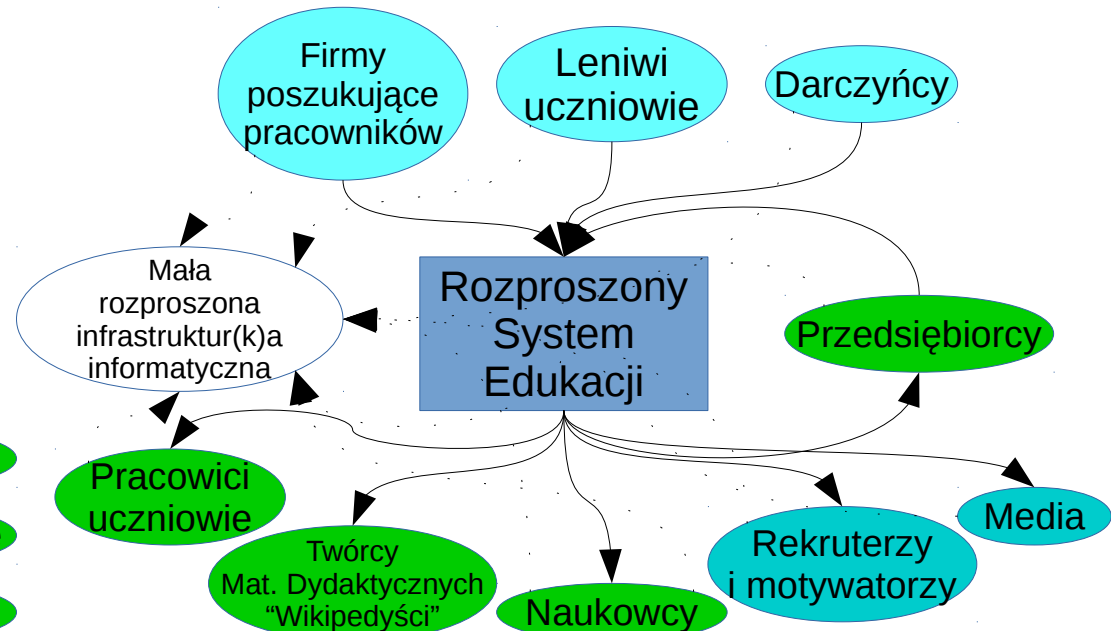 Firmy
poszukujące
pracowników
Leniwi
uczniowie
Darczyńcy
Mała
rozproszona
infrastruktur(k)a
informatyczna
Rozproszony
System
Edukacji
Przedsiębiorcy
Pracowici
uczniowie
Twórcy
Mat. Dydaktycznych
“Wikipedyści”
Naukowcy
Rekruterzy
i motywatorzy
Media